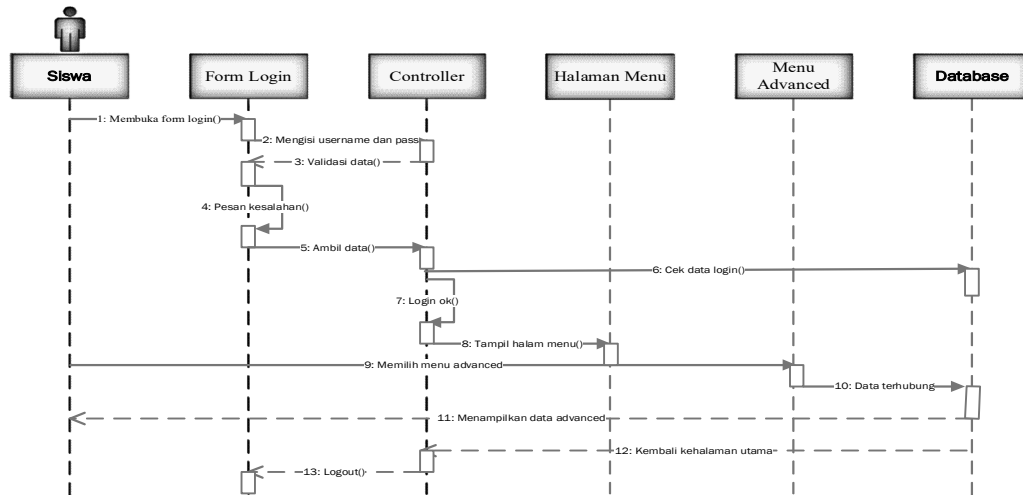 Siswa
Form Login
Controller
Halaman Menu
Menu
Advanced
Database
1: Membuka form login()
2: Mengisi username dan pass
3: Validasi data()
4: Pesan kesalahan()
5: Ambil data()
6: Cek data login()
7: Login ok()
8: Tampil halam menu()
9: Memilih menu advanced
10: Data terhubung
11: Menampilkan data advanced
12: Kembali kehalaman utama
13: Logout()